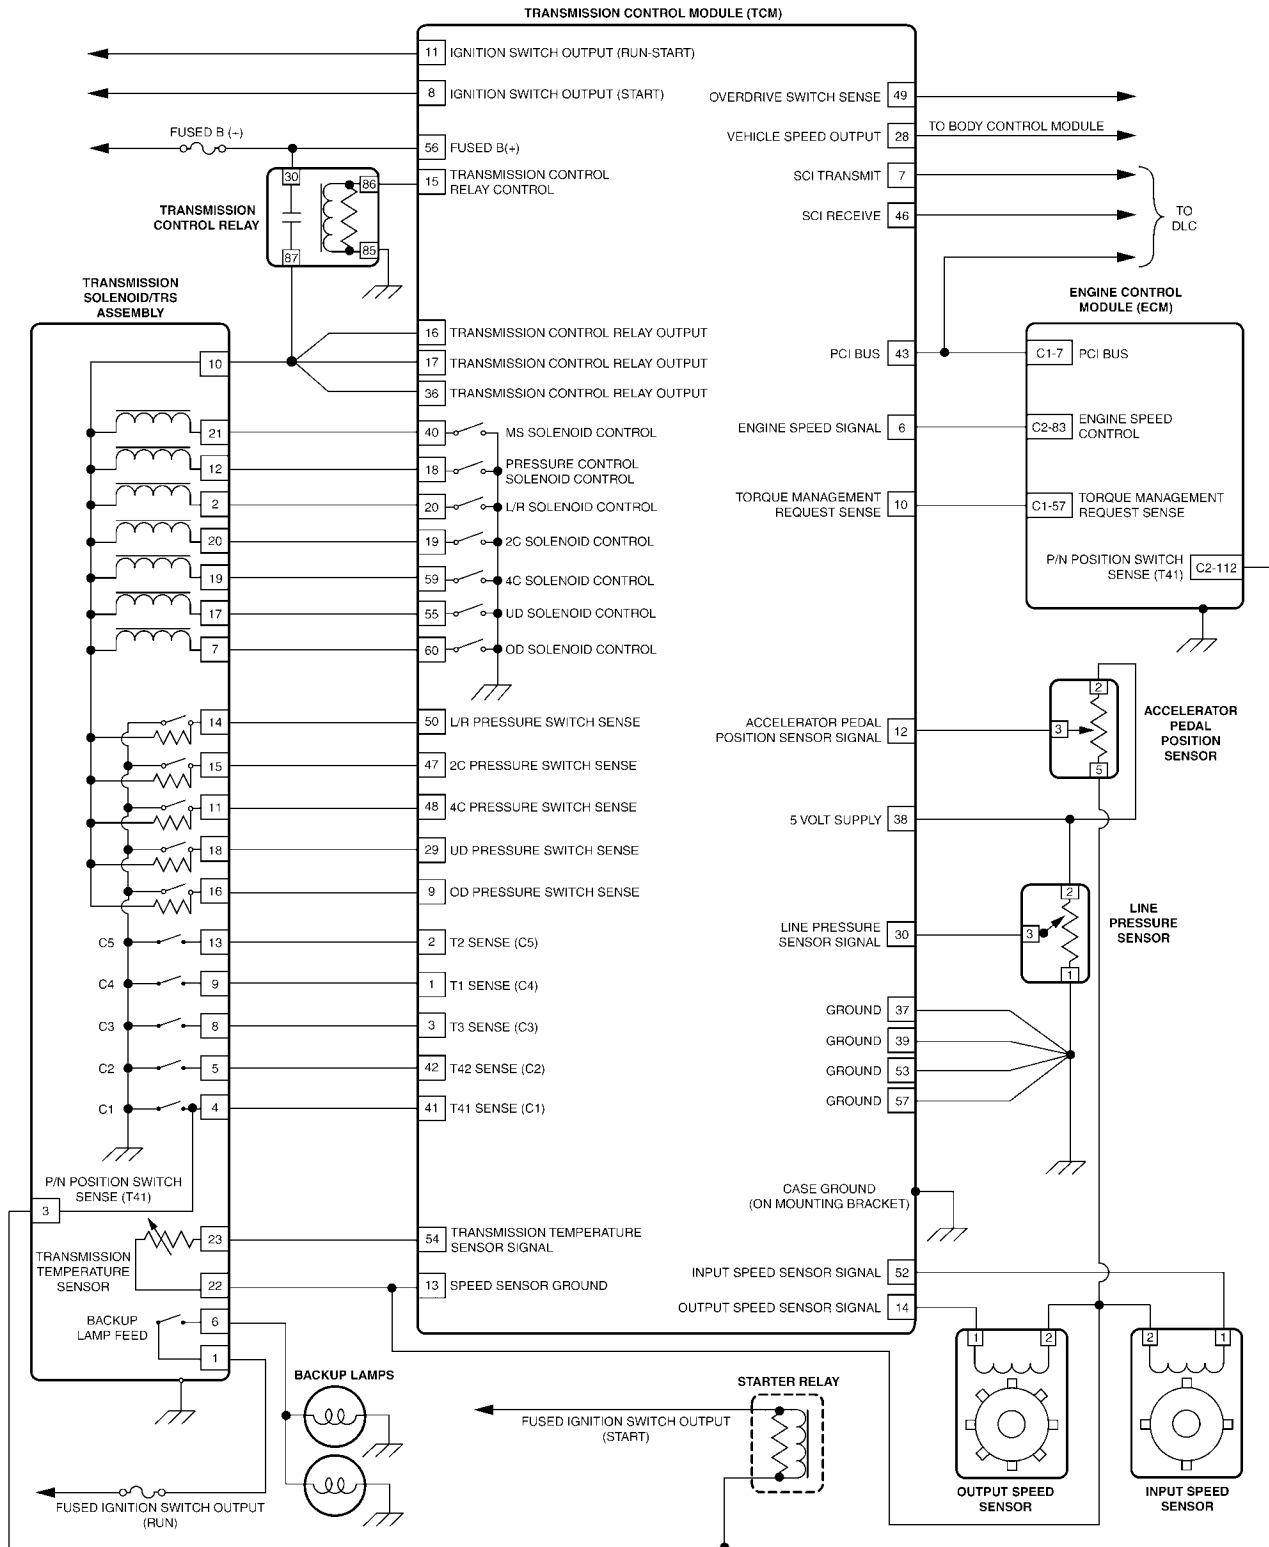 TRANSMISSION CONTROL MODULE (TCM)
11 IGNITION SWITCH OUTPUT (RUN-START)
8 IGNITION SWITCH OUTPUT (START)
FUSED B (+)
56 FUSED B(+)
15 TRANSMISSION CONTROL
RELAY CONTROL
30
86
85
87
TRANSMISSION
CONTROL RELAY
OVERDRIVE SWITCH SENSE 49
VEHICLE SPEED OUTPUT 28 TO BODY CONTROL MODULE
SCI TRANSMIT 7
SCI RECEIVE 46
TO
DLC
TRANSMISSION
SOLENOID/TRS
ASSEMBLY
10
16 TRANSMISSION CONTROL RELAY OUTPUT
17 TRANSMISSION CONTROL RELAY OUTPUT
36 TRANSMISSION CONTROL RELAY OUTPUT
21 40 MS SOLENOID CONTROL
12 18 PRESSURE CONTROL
SOLENOID CONTROL
2 20 L/R SOLENOID CONTROL
20 19 2C SOLENOID CONTROL
19 59 4C SOLENOID CONTROL
17 55 UD SOLENOID CONTROL
7 60 OD SOLENOID CONTROL
14 50 L/R PRESSURE SWITCH SENSE
15 47 2C PRESSURE SWITCH SENSE
11 48 4C PRESSURE SWITCH SENSE
18 29 UD PRESSURE SWITCH SENSE
16 9 OD PRESSURE SWITCH SENSE
C5 13 2 T2 SENSE (C5)
C4 9 1 T1 SENSE (C4)
C3 8 3 T3 SENSE (C3)
C2 5 42 T42 SENSE (C2)
C1 4 41 T41 SENSE (C1)
P/N POSITION SWITCH
SENSE (T41)
3
TRANSMISSION
TEMPERATURE
SENSOR
23 54 TRANSMISSION TEMPERATURE
SENSOR SIGNAL
22 13 SPEED SENSOR GROUND
BACKUP
LAMP FEED
6
1
ENGINE CONTROL
MODULE (ECM)
PCI BUS 43 C1-7 PCI BUS
ENGINE SPEED SIGNAL 6 C2-83 ENGINE SPEED
CONTROL
TORQUE MANAGEMENT
REQUEST SENSE 10 C1-57 TORQUE MANAGEMENT
REQUEST SENSE
P/N POSITION SWITCH
SENSE (T41) C2-112
ACCELERATOR PEDAL
POSITION SENSOR SIGNAL 12
2
3
5
ACCELERATOR
PEDAL
POSITION
SENSOR
5 VOLT SUPPLY 38
LINE PRESSURE
SENSOR SIGNAL 30
2
3
1
LINE
PRESSURE
SENSOR
GROUND 37
GROUND 39
GROUND 53
GROUND 57
CASE GROUND
(ON MOUNTING BRACKET)
INPUT SPEED SENSOR SIGNAL 52
OUTPUT SPEED SENSOR SIGNAL 14
1 2
2 1
OUTPUT SPEED
SENSOR
INPUT SPEED
SENSOR
BACKUP LAMPS
FUSED IGNITION SWITCH OUTPUT
(RUN)
STARTER RELAY
FUSED IGNITION SWITCH OUTPUT
(START)